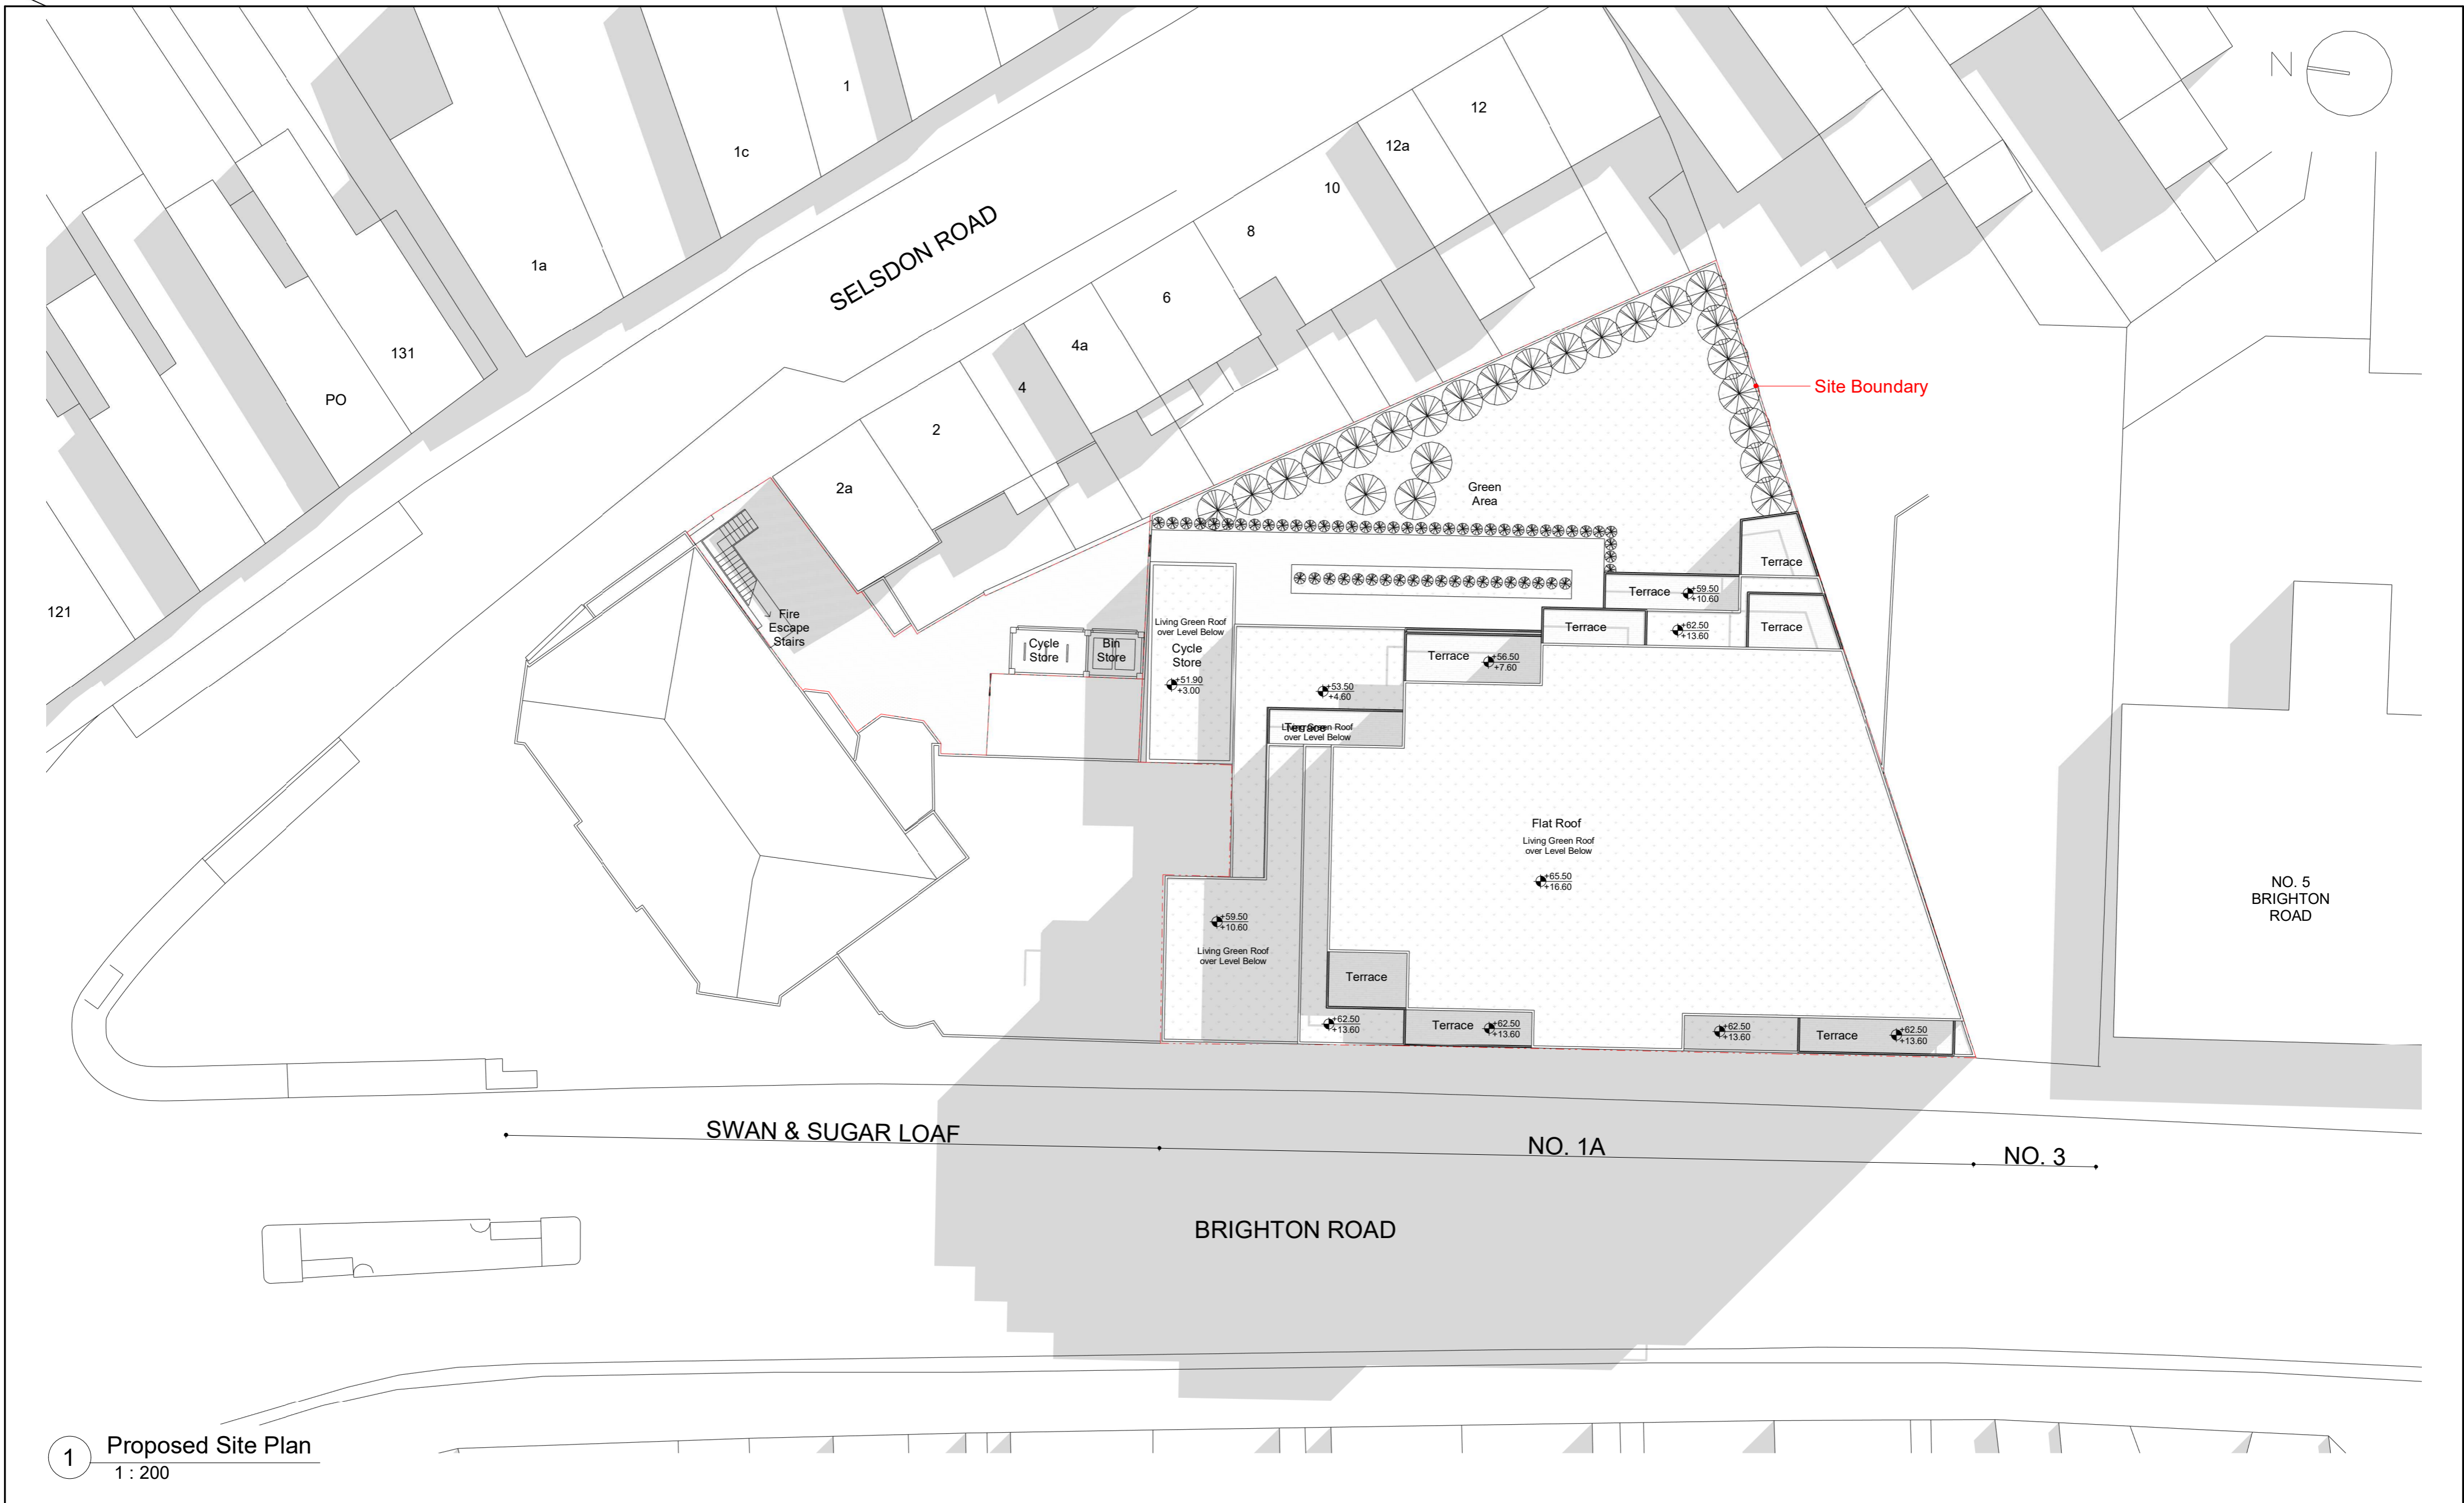 N
1
12
1c
12a
10
8
1a
SELSDON ROAD
6
4a
131
4
PO
Site Boundary
2
2a
Green
Area
Terrace
+59.50
+10.60
Terrace
121
Fire
Escape
Stairs
Living Green Roof
over Level Below
Cycle
Store
+51.90
+3.00
Cycle
Store
Bin
Store
Terrace
+62.50
+13.60
Terrace
Terrace
+56.50
+7.60
+53.50
+4.60
Terrace
Living Green Roof
over Level Below
Flat Roof
Living Green Roof
over Level Below
+65.50
+16.60
NO. 5
BRIGHTON
ROAD
+59.50
+10.60
Living Green Roof
over Level Below
Terrace
+62.50
+13.60
Terrace
+62.50
+13.60
+62.50
+13.60
Terrace
+62.50
+13.60
SWAN & SUGAR LOAF
NO. 1A
NO. 3
BRIGHTON ROAD
1
Proposed Site Plan
1 : 200